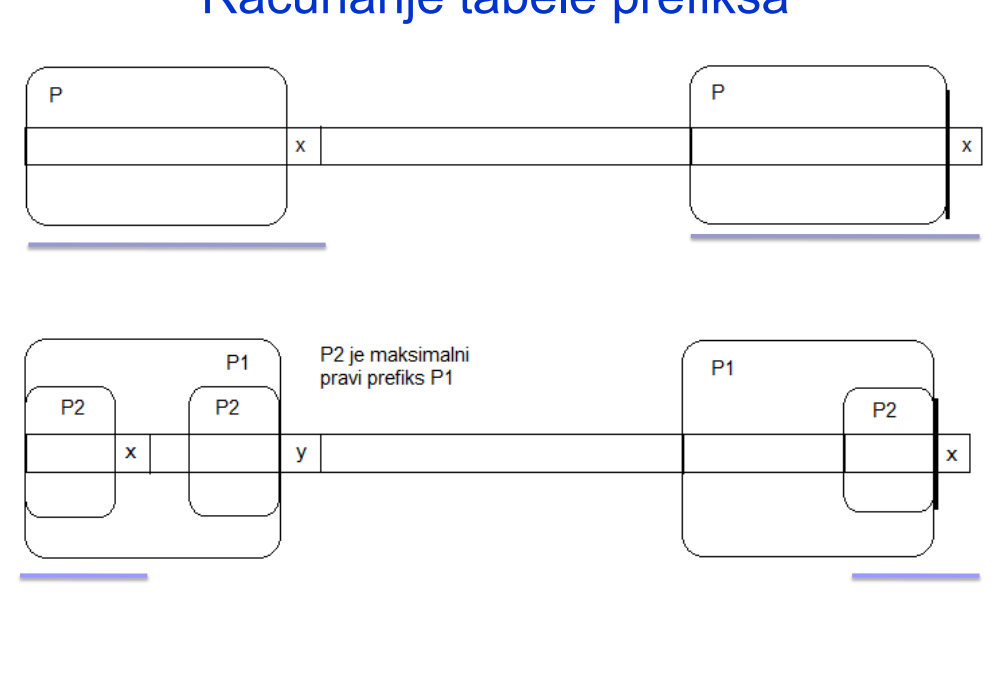 Računanje tabele prefiksa
P
P
x
x
P1
P2 je maksimalni
pravi prefiks P1
P1
P2
P2
P2
x
y
x